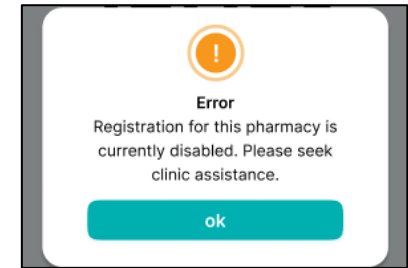 !
Error
Registration for this pharmacy is
currently disabled. Please seek
clinic assistance.
ok